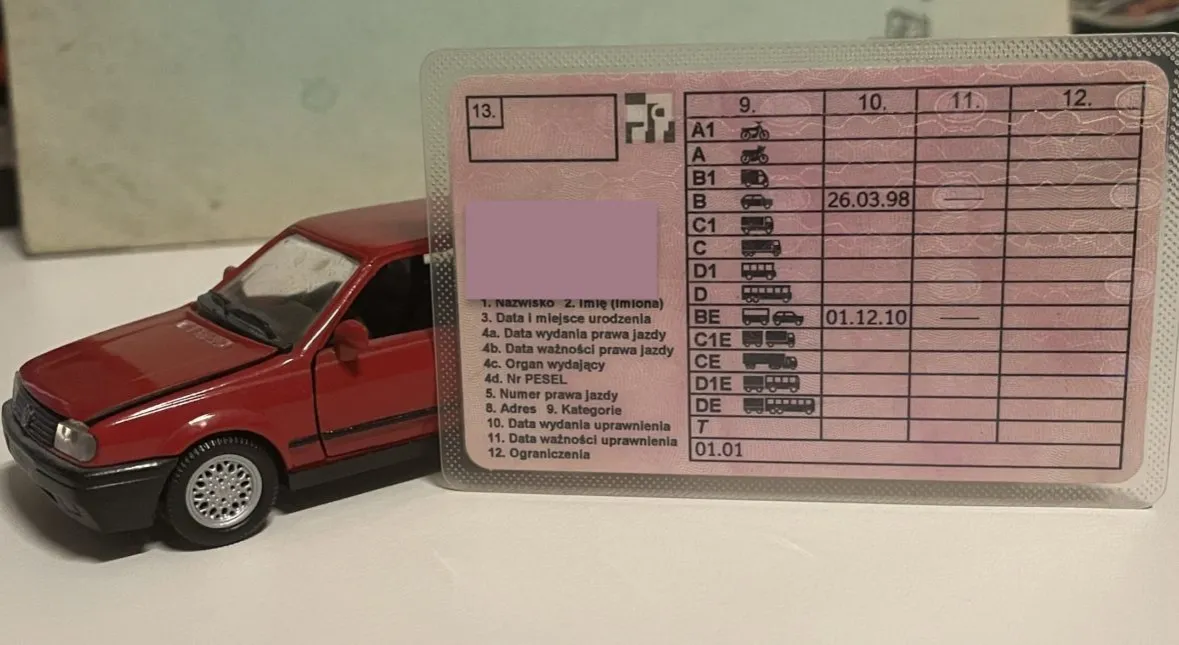 13.
1. Nazwisko 2. Imię (imiona)
3. Data i miejsce urodzenia
4a. Data wydania prawa jazdy
4b. Data ważności prawa jazdy
4c. Organ wydający
4d. Nr PESEL
5. Numer prawa jazdy
8. Adres 9. Kategorie
10. Data wydania uprawnienia
11. Data ważności uprawnienia
12. Ograniczenia
9. 10. 11. 12.
A1
A
B1
B 26.03.98 —
C1
C
D1
D
BE 01.12.10 —
C1E
CE
D1E
DE
T
01.01